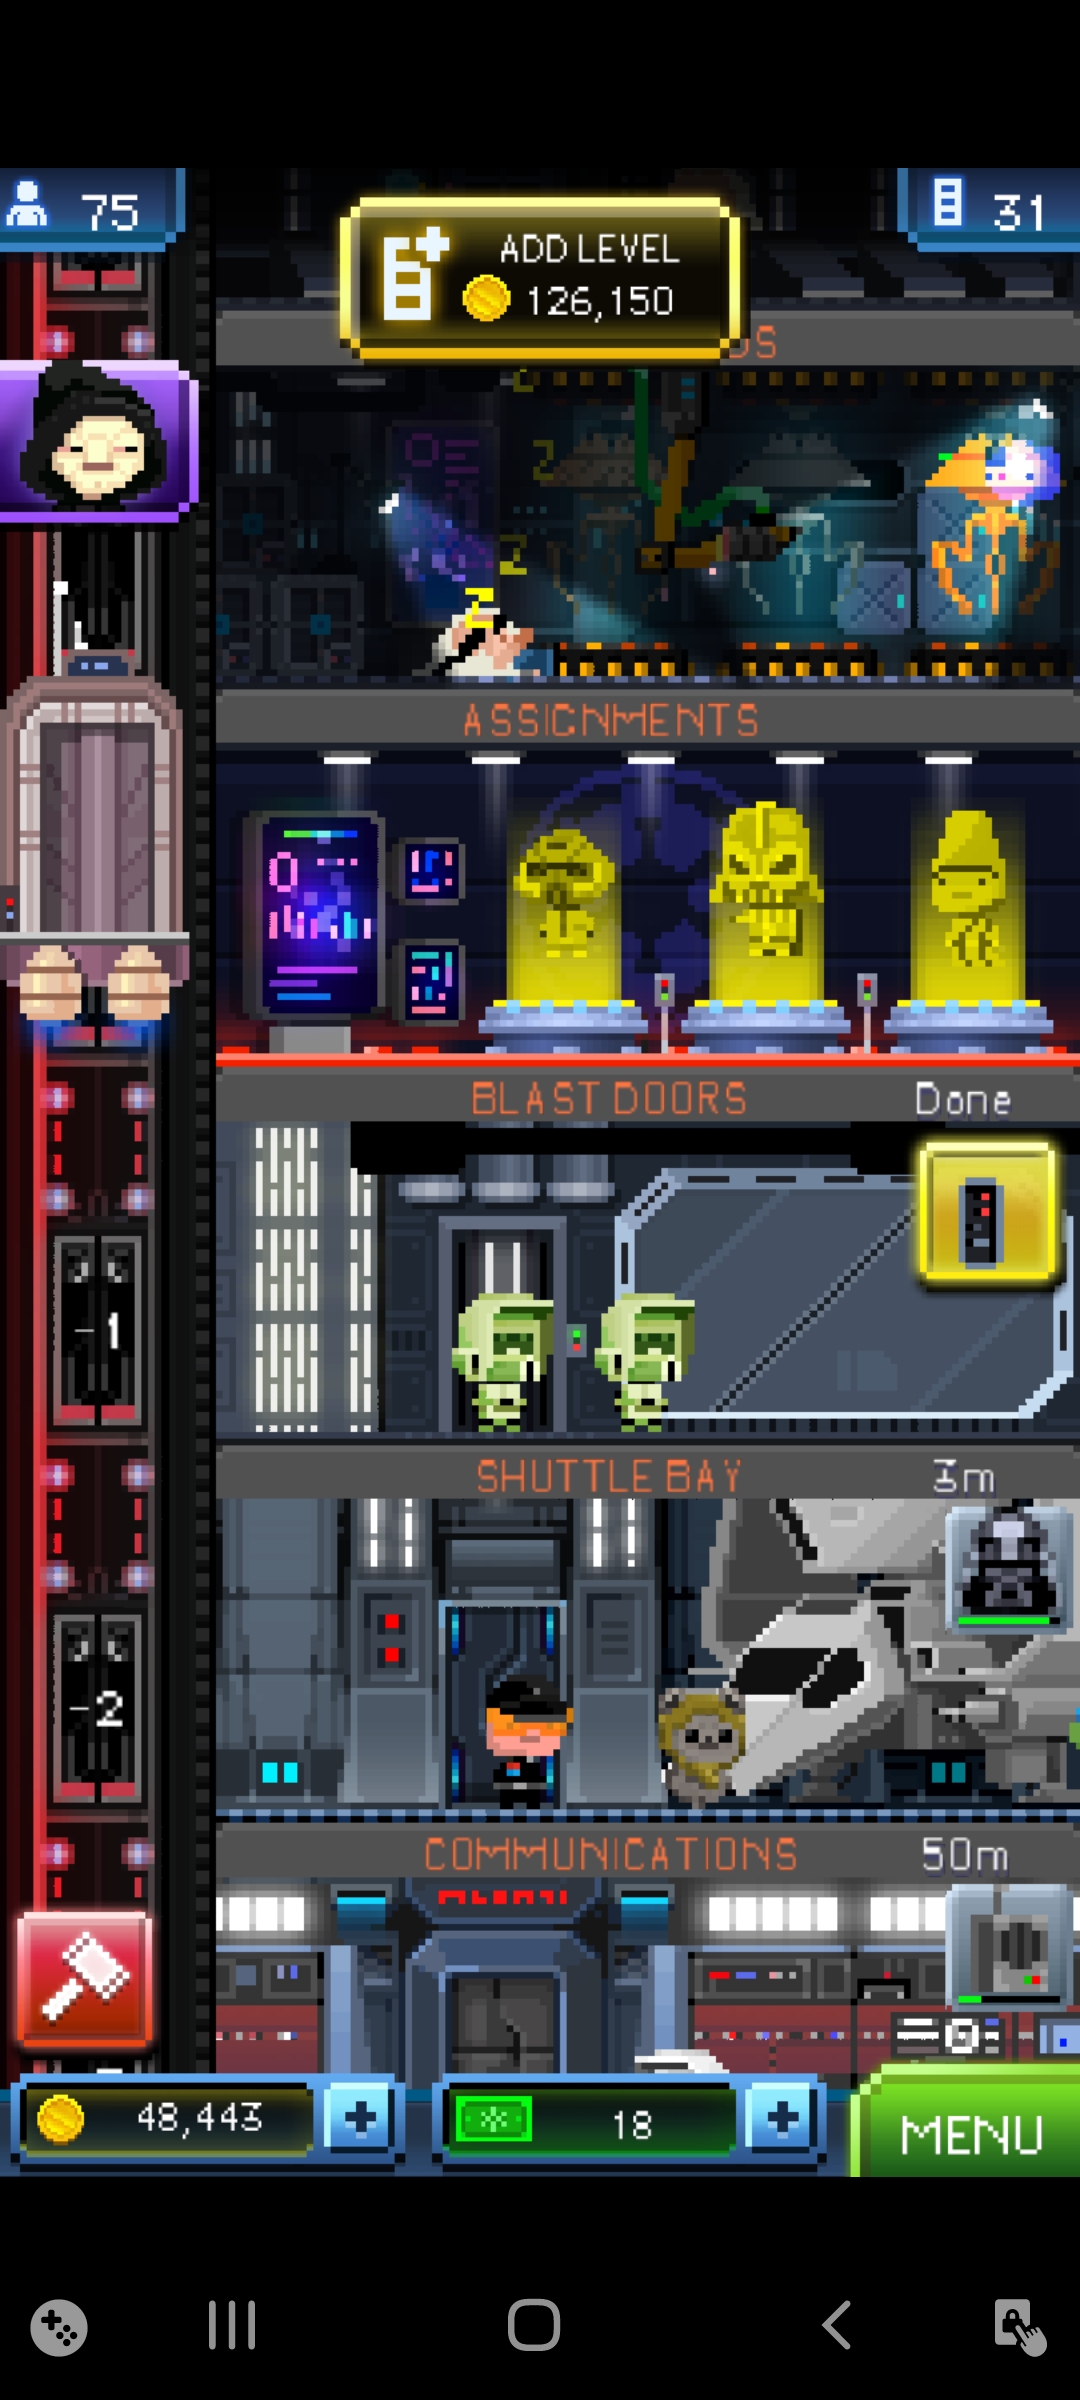 75
ADD LEVEL
126,150
31
ASSIGNMENTS
BLAST DOORS
Done
-1
SHUTTLE BAY
3m
-2
COMMUNICATIONS
50m
48,443
18
MENU